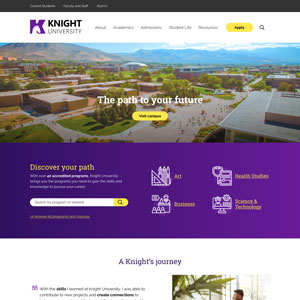 Current Students
Faculty and Staff
Alumni
KNIGHT
UNIVERSITY
About
Academics
Admissions
Student Life
Resources
Apply
The path to your future
Visit campus
Discover your path
With over 40 accredited programs, Knight University
brings you the programs you need to gain the skills and
knowledge to pursue your career.
Search by program or interest
or browse all programs and courses
Art
Health Studies
Business
Science &
Technology
A Knight's journey
With the skills I learned at Knight University, I was able to
contribute to new projects and create connections to